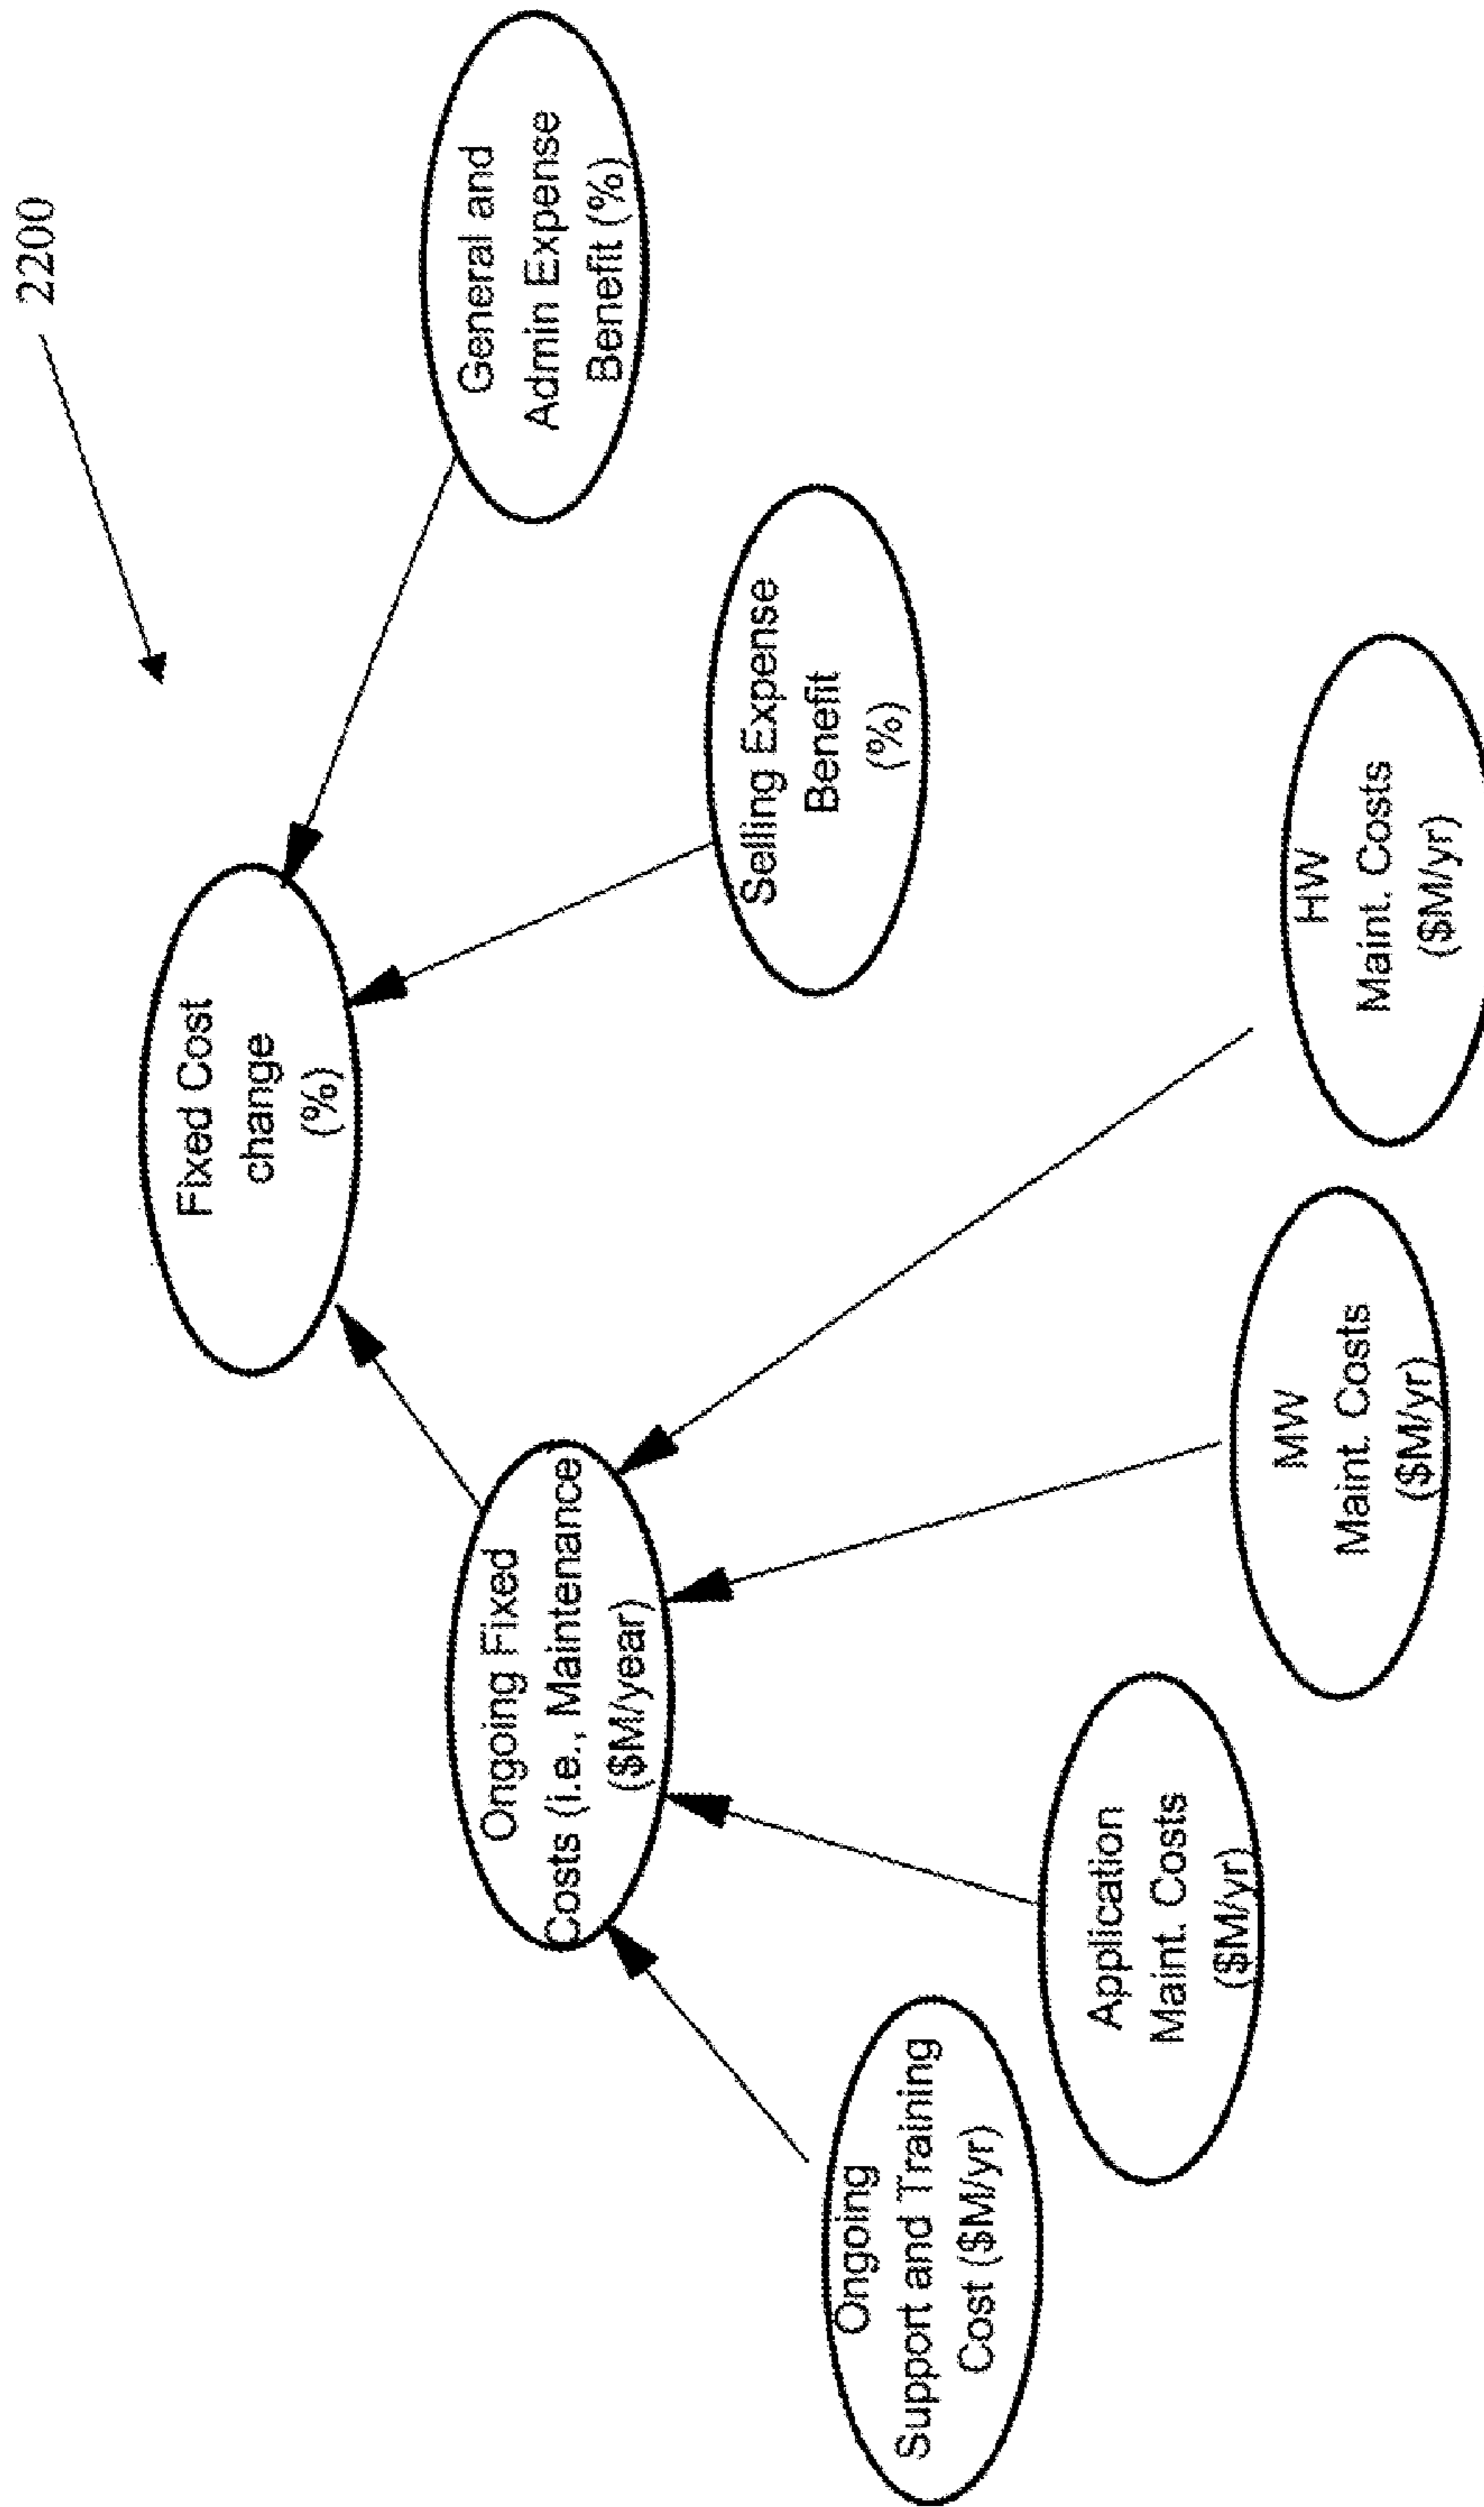 2200
Fixed Cost
change
(%)
Ongoing Fixed
Costs (i.e., Maintenance
($M/year)
General and
Admin Expense
Benefit (%)
Selling Expense
Benefit
(%)
Ongoing
Support and Training
Cost ($M/yr)
Application
Maint. Costs
($M/yr)
MW
Maint. Costs
($M/yr)
HW
Maint. Costs
($M/yr)